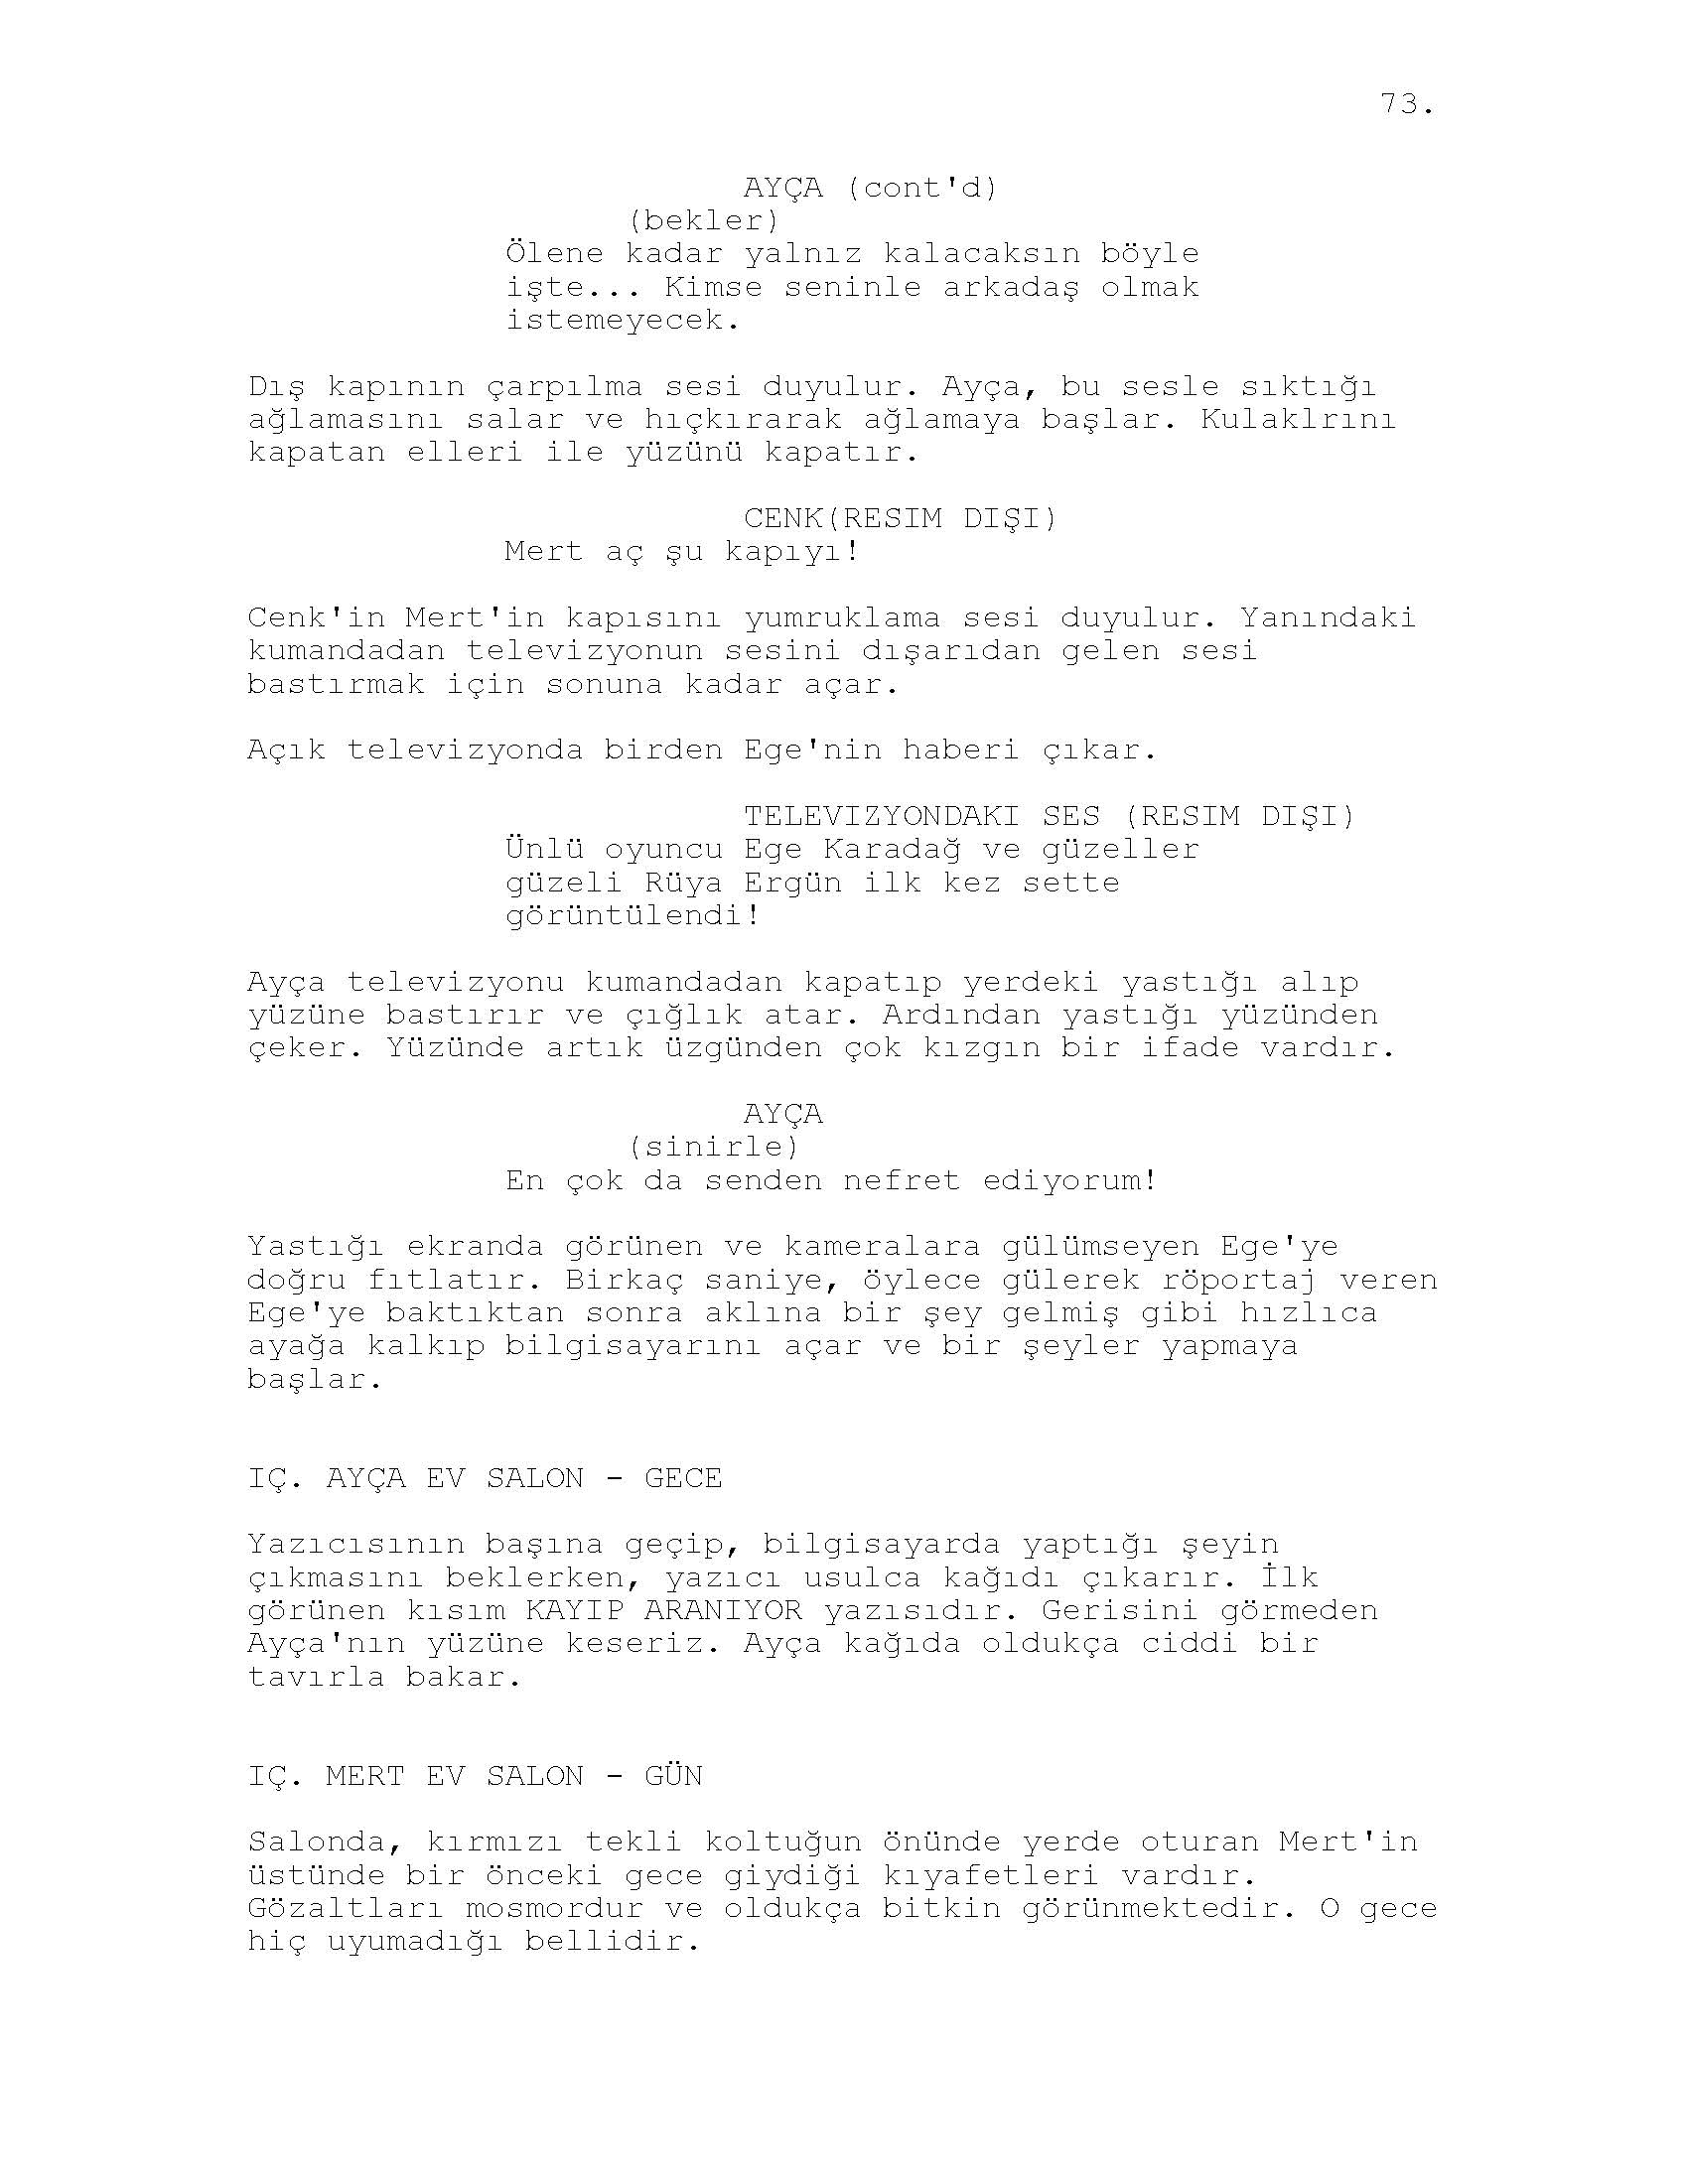 73.
AYÇA (cont'd)
(bekler)
Ölene kadar yalnız kalacaksın böyle
işte... Kimse seninle arkadaş olmak
istemeyecek.
Dış kapının çarpılma sesi duyulur. Ayça, bu sesle sıktığı
ağlamasını salar ve hıçkırarak ağlamaya başlar. Kulaklrını
kapatan elleri ile yüzünü kapatır.
CENK(RESIM DIŞI)
Mert aç şu kapıyı!
Cenk'in Mert'in kapısını yumruklama sesi duyulur. Yanındaki
kumandadan televizyonun sesini dışarıdan gelen sesi
bastırmak için sonuna kadar açar.
Açık televizyonda birden Ege'nin haberi çıkar.
TELEVIZYONDAKI SES (RESIM DIŞI)
Ünlü oyuncu Ege Karadağ ve güzeller
güzeli Rüya Ergün ilk kez sette
görüntülendi!
Ayça televizyonu kumandadan kapatıp yerdeki yastığı alıp
yüzüne bastırır ve çığlık atar. Ardından yastığı yüzünden
çeker. Yüzünde artık üzgünden çok kızgın bir ifade vardır.
AYÇA
(sinirle)
En çok da senden nefret ediyorum!
Yastığı ekranda görünen ve kameralara gülümseyen Ege'ye
doğru fıtlatır. Birkaç saniye, öylece gülerek röportaj veren
Ege'ye baktıktan sonra aklına bir şey gelmiş gibi hızlıca
ayağa kalkıp bilgisayarını açar ve bir şeyler yapmaya
başlar.
IÇ. AYÇA EV SALON - GECE
Yazıcısının başına geçip, bilgisayarda yaptığı şeyin
çıkmasını beklerken, yazıcı usulca kağıdı çıkarır. İlk
görünen kısım KAYIP ARANIYOR yazısıdır. Gerisini görmeden
Ayça'nın yüzüne keseriz. Ayça kağıda oldukça ciddi bir
tavırla bakar.
IÇ. MERT EV SALON - GÜN
Salonda, kırmızı tekli koltuğun önünde yerde oturan Mert'in
üstünde bir önceki gece giydiği kıyafetleri vardır.
Gözaltları mosmordur ve oldukça bitkin görünmektedir. O gece
hiç uyumadığı bellidir.